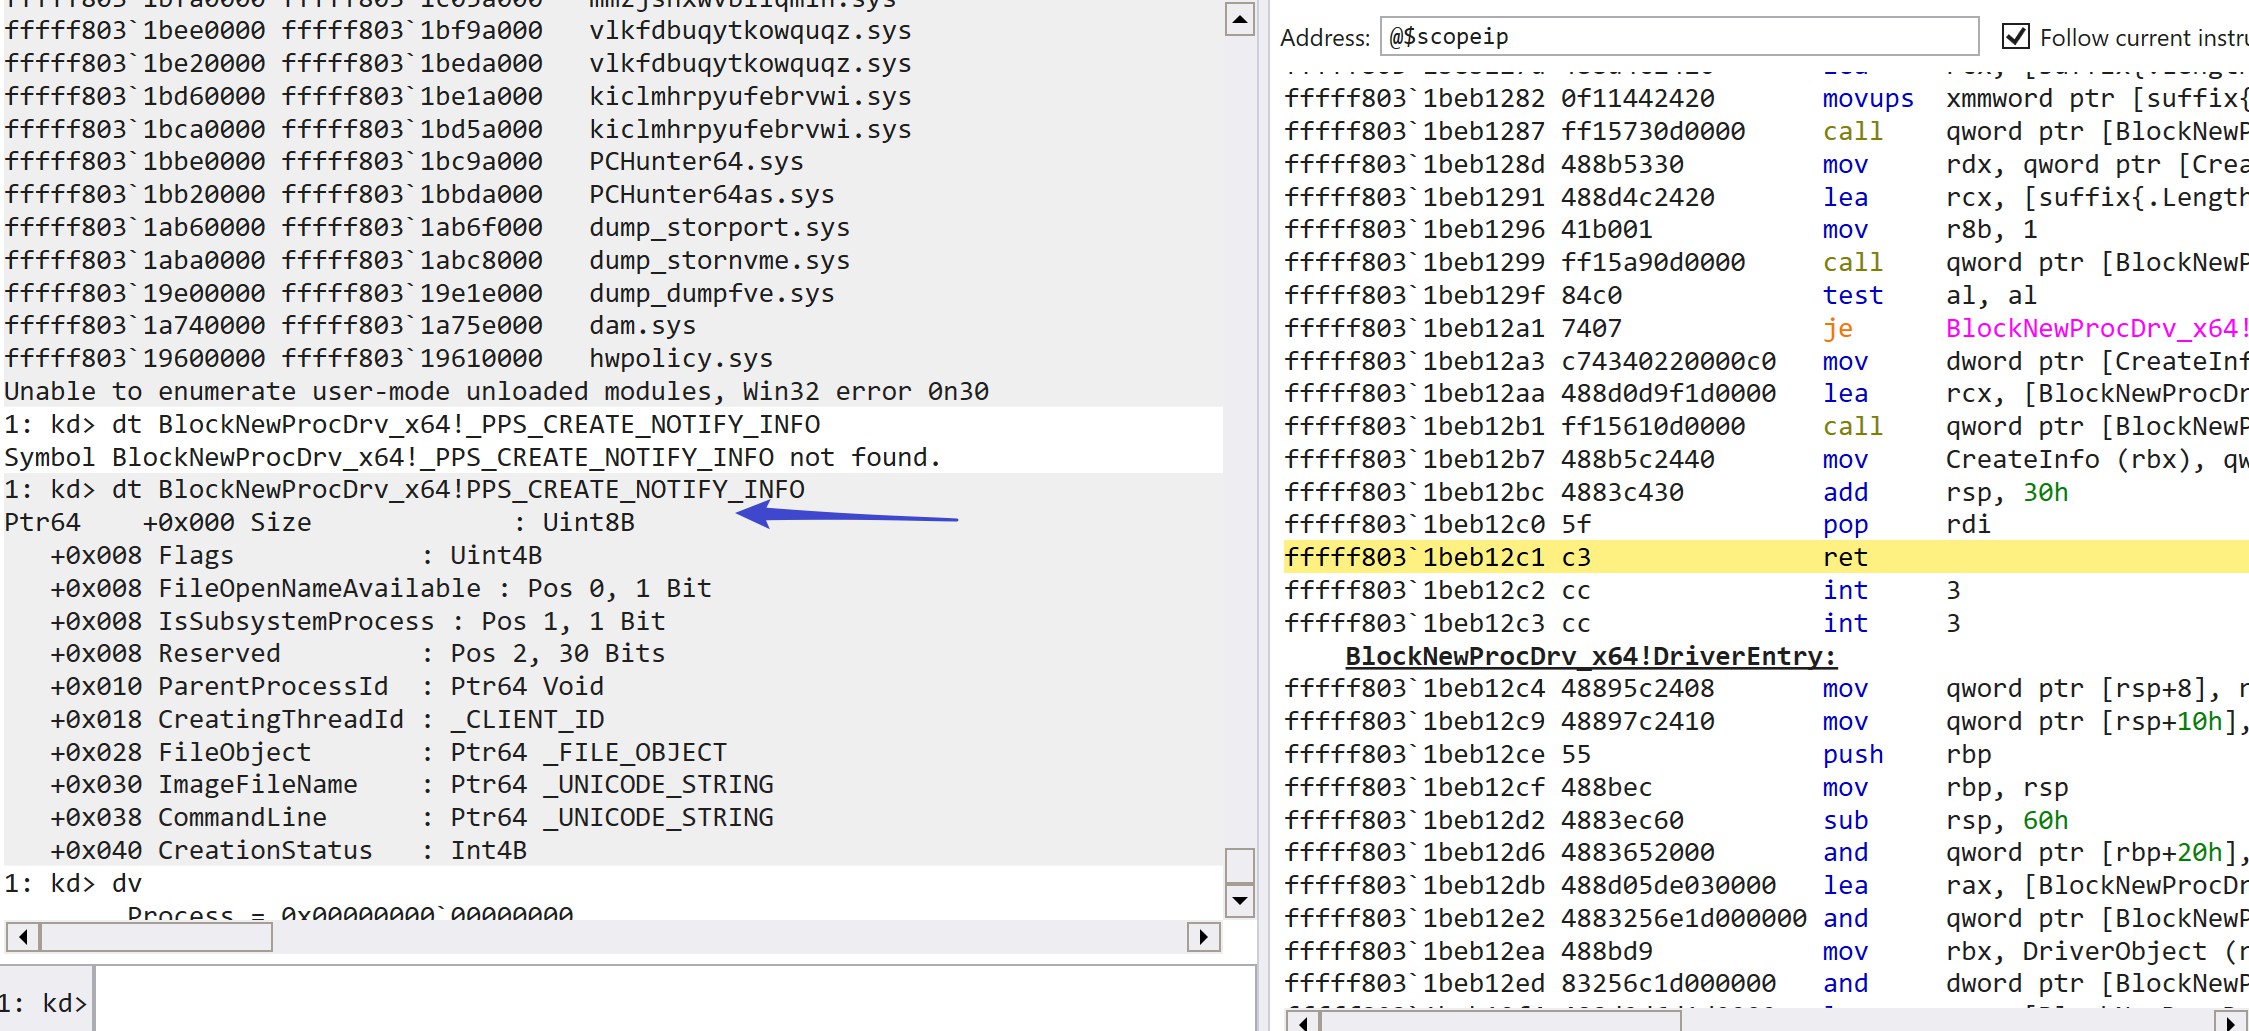 fffff803`1bee0000 fffff803`1bf9a000   vlkfdbuqytkowquqz.sys
fffff803`1be20000 fffff803`1beda000   vlkfdbuqytkowquqz.sys
fffff803`1bd60000 fffff803`1be1a000   kiclmhrpyufebrvwi.sys
fffff803`1bca0000 fffff803`1bd5a000   kiclmhrpyufebrvwi.sys
fffff803`1bbe0000 fffff803`1bc9a000   PCHunter64.sys
fffff803`1bb20000 fffff803`1bbda000   PCHunter64as.sys
fffff803`1ab60000 fffff803`1ab6f000   dump_storport.sys
fffff803`1aba0000 fffff803`1abc8000   dump_stornvme.sys
fffff803`19e00000 fffff803`19e1e000   dump_dumpfve.sys
fffff803`1a740000 fffff803`1a75e000   dam.sys
fffff803`19600000 fffff803`19610000   hwpolicy.sys
Unable to enumerate user-mode unloaded modules, Win32 error 0n30
1: kd> dt BlockNewProcDrv_x64!_PPS_CREATE_NOTIFY_INFO
Symbol BlockNewProcDrv_x64!_PPS_CREATE_NOTIFY_INFO not found.
1: kd> dt BlockNewProcDrv_x64!PPS_CREATE_NOTIFY_INFO
Ptr64    +0x000 Size             : Uint8B
   +0x008 Flags            : Uint4B
   +0x008 FileOpenNameAvailable : Pos 0, 1 Bit
   +0x008 IsSubsystemProcess : Pos 1, 1 Bit
   +0x008 Reserved         : Pos 2, 30 Bits
   +0x010 ParentProcessId  : Ptr64 Void
   +0x018 CreatingThreadId : _CLIENT_ID
   +0x028 FileObject       : Ptr64 _FILE_OBJECT
   +0x030 ImageFileName    : Ptr64 _UNICODE_STRING
   +0x038 CommandLine      : Ptr64 _UNICODE_STRING
   +0x040 CreationStatus   : Int4B
1: kd> dv
        Process = 0x00000000`00000000
1: kd>
Address: @$scopeip Follow current instru
fffff803`1beb1282 0f11442420     movups  xmmword ptr [suffix{
fffff803`1beb1287 ff15730d0000   call    qword ptr [BlockNewP
fffff803`1beb128d 488b5330       mov     rdx, qword ptr [Crea
fffff803`1beb1291 488d4c2420     lea     rcx, [suffix{.Length
fffff803`1beb1296 41b001         mov     r8b, 1
fffff803`1beb1299 ff15a90d0000   call    qword ptr [BlockNewP
fffff803`1beb129f 84c0           test    al, al
fffff803`1beb12a1 7407           je      BlockNewProcDrv_x64!
fffff803`1beb12a3 c74340220000c0 mov     dword ptr [CreateInf
fffff803`1beb12aa 488d0d9f1d0000 lea     rcx, [BlockNewProcDr
fffff803`1beb12b1 ff15610d0000   call    qword ptr [BlockNewP
fffff803`1beb12b7 488b5c2440     mov     CreateInfo (rbx), qw
fffff803`1beb12bc 4883c430       add     rsp, 30h
fffff803`1beb12c0 5f             pop     rdi
fffff803`1beb12c1 c3             ret
fffff803`1beb12c2 cc             int     3
fffff803`1beb12c3 cc             int     3
BlockNewProcDrv_x64!DriverEntry:
fffff803`1beb12c4 48895c2408     mov     qword ptr [rsp+8], r
fffff803`1beb12c9 48897c2410     mov     qword ptr [rsp+10h],
fffff803`1beb12ce 55             push    rbp
fffff803`1beb12cf 488bec         mov     rbp, rsp
fffff803`1beb12d2 4883ec60       sub     rsp, 60h
fffff803`1beb12d6 4883652000     and     qword ptr [rbp+20h],
fffff803`1beb12db 488d05de030000 lea     rax, [BlockNewProcDr
fffff803`1beb12e2 4883256e1d000000 and     qword ptr [BlockNewP
fffff803`1beb12ea 488bd9         mov     rbx, DriverObject (r
fffff803`1beb12ed 83256c1d000000 and     dword ptr [BlockNewP